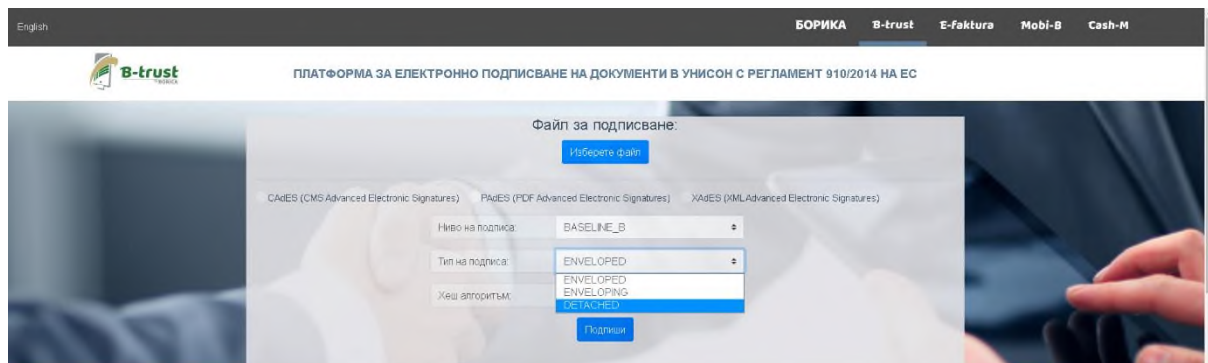 English БОРИКА B-trust E-faktura Mobi-B Cash-M
B-trust
BORICA
ПЛАТФОРМА ЗА ЕЛЕКТРОННО ПОДПИСВАНЕ НА ДОКУМЕНТИ В УНИСОН С РЕГЛАМЕНТ 910/2014 НА ЕС
Файл за подписване:
Изберете файл
CAdES (CMS Advanced Electronic Signatures) PAdES (PDF Advanced Electronic Signatures) XAdES (XML Advanced Electronic Signatures)
Ниво на подписа: BASELINE_B
Тип на подписа: ENVELOPED
ENVELOPED
ENVELOPING
Хеш алгоритъм:
DETACHED
Подпиши